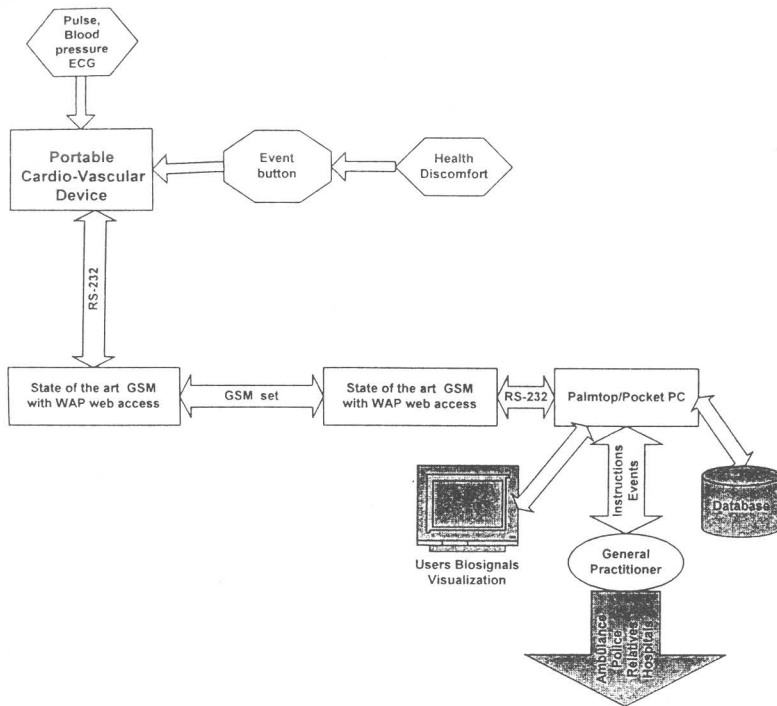 Pulse,
Blood
pressure
ECG
Portable
Cardio-Vascular
Device
Event
button
Health
Discomfort
RS-232
State of the art GSM
with WAP web access
GSM set
State of the art GSM
with WAP web access
RS-232
Palmtop/Pocket PC
Instructions
Events
Database
Users Biosignals
Visualization
General
Practitioner
Ambulance
Police
Relatives
Hospitals